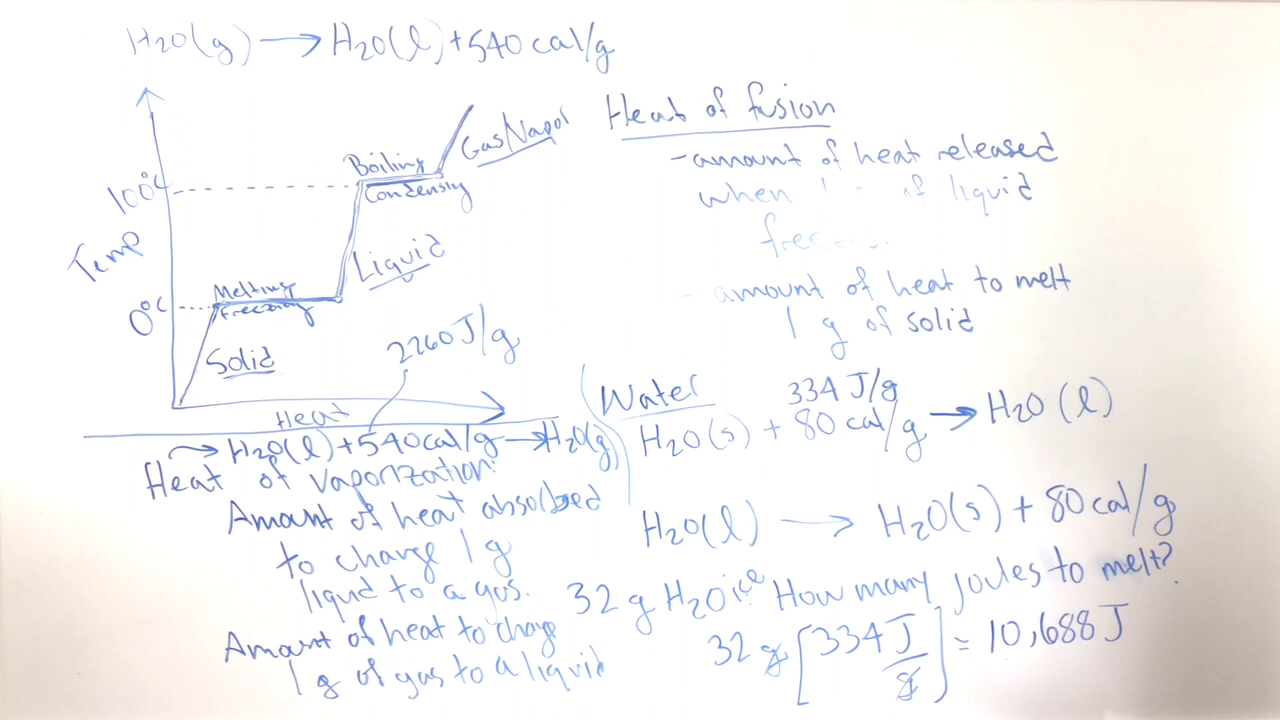 H2O(g) → H2O(l) + 540 cal/g
Temp
100°C
0°C
Boiling
Condensing
Gas/Vapor
Melting
Freezing
Liquid
Solid
Heat
2260 J/g
→ H2O(l) + 540 cal/g → H2O(g)
Heat of vaporization:
Amount of heat absorbed
to change 1 g
liquid to a gas.
Amount of heat to change
1 g of gas to a liquid
Heat of fusion
- amount of heat released
when of liquid
- amount of heat to melt
1 g of solid
Water
334 J/g
H2O(s) + 80 cal/g → H2O(l)
H2O(l) → H2O(s) + 80 cal/g
32 g H2O ice How many joules to melt?
32 g [334 J/g] = 10,688 J